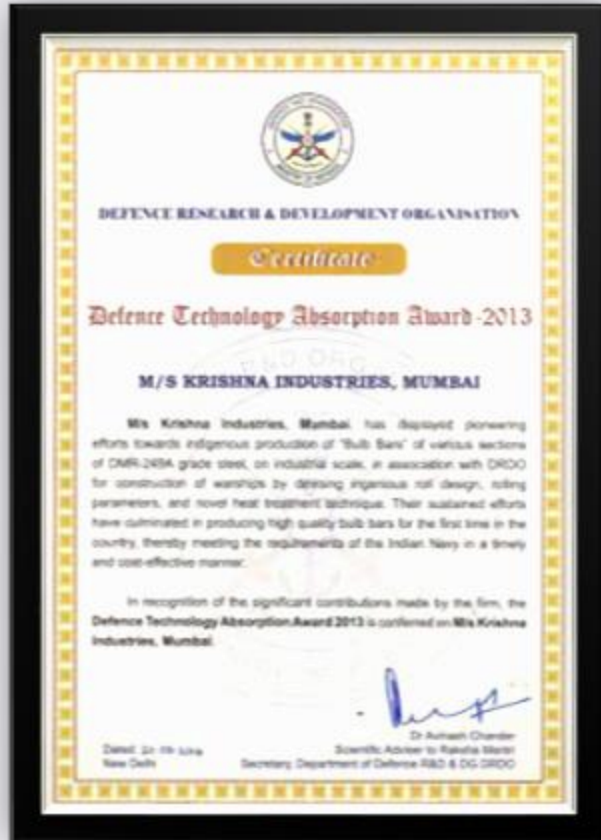 DEFENCE RESEARCH & DEVELOPMENT ORGANISATION
Certificate
Defence Technology Absorption Award -2013
M/S KRISHNA INDUSTRIES, MUMBAI
M/s Krishna Industries, Mumbai, has displayed pioneering
efforts towards indigenous production of "Bulb Bars" of various sections
of DMR-249A grade steel, on industrial scale, in association with DRDO
for construction of warships by devising ingenious roll design, rolling
parameters, and novel heat treatment technique. Their sustained efforts
have culminated in producing high quality bulb bars for the first time in the
country, thereby meeting the requirements of the Indian Navy in a timely
and cost-effective manner.
In recognition of the significant contributions made by the firm, the
Defence Technology Absorption Award 2013 is conferred on M/s Krishna
Industries, Mumbai.
Dr Avinash Chander
Scientific Adviser to Raksha Mantri
Secretary, Department of Defence R&D & DG DRDO
Dated:
New Delhi